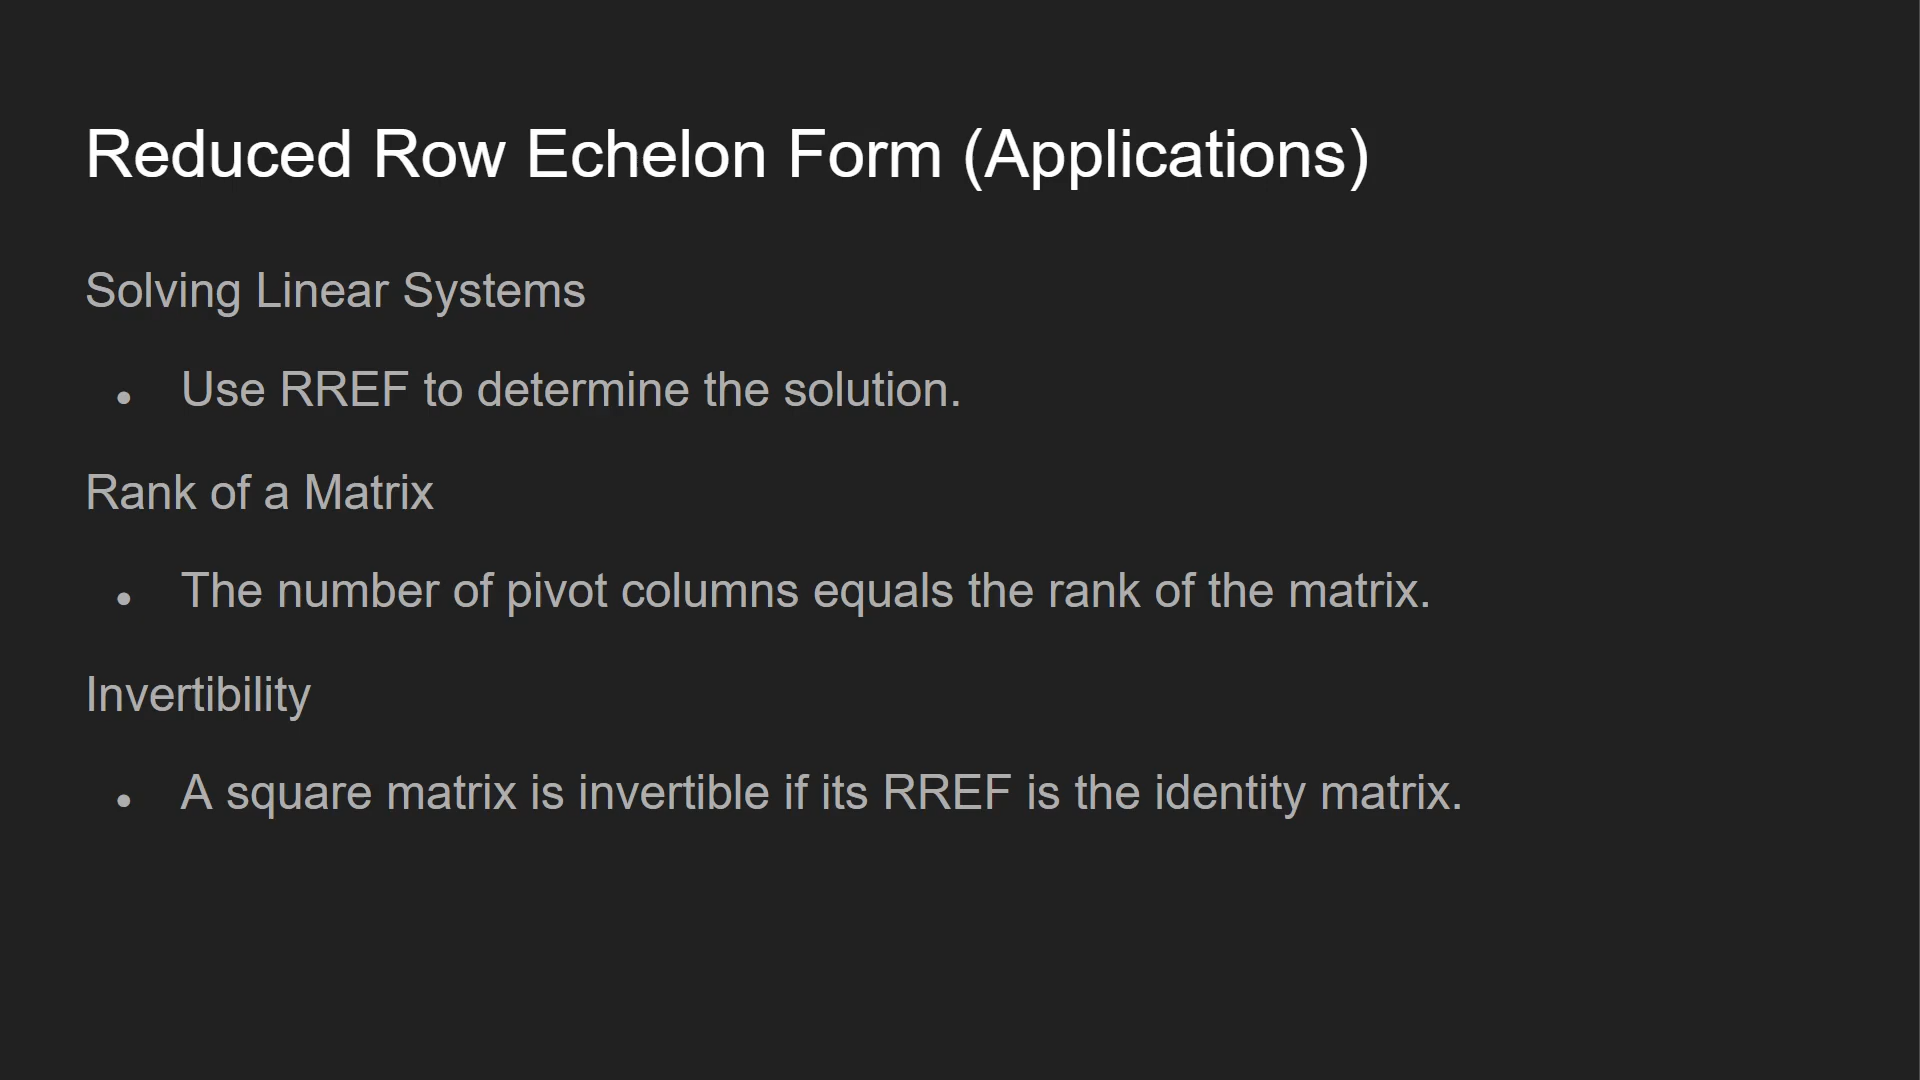 Reduced Row Echelon Form (Applications)
Solving Linear Systems
● Use RREF to determine the solution.
Rank of a Matrix
● The number of pivot columns equals the rank of the matrix.
Invertibility
● A square matrix is invertible if its RREF is the identity matrix.